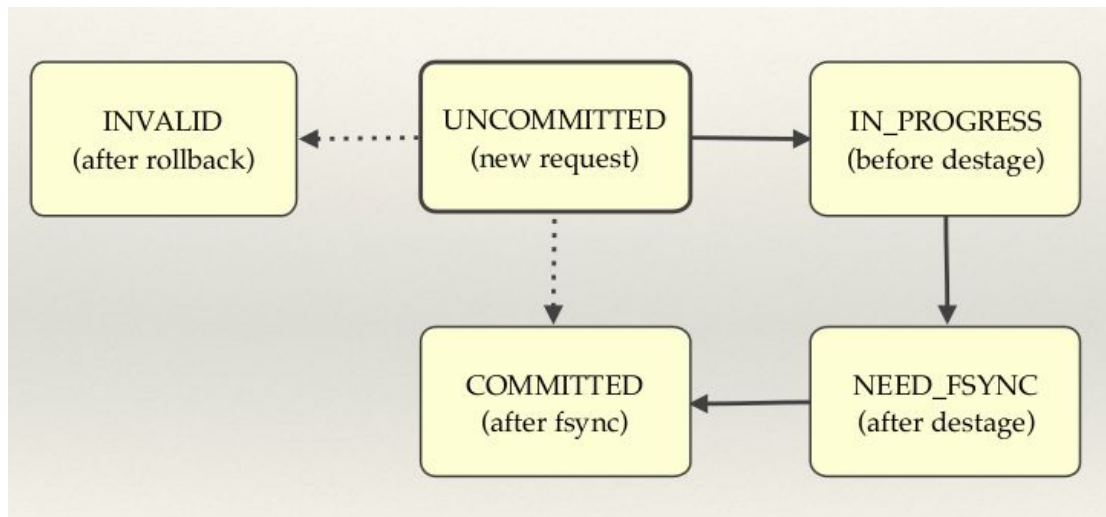 INVALID
(after rollback)
UNCOMMITTED
(new request)
IN_PROGRESS
(before destage)
COMMITTED
(after fsync)
NEED_FSYNC
(after destage)